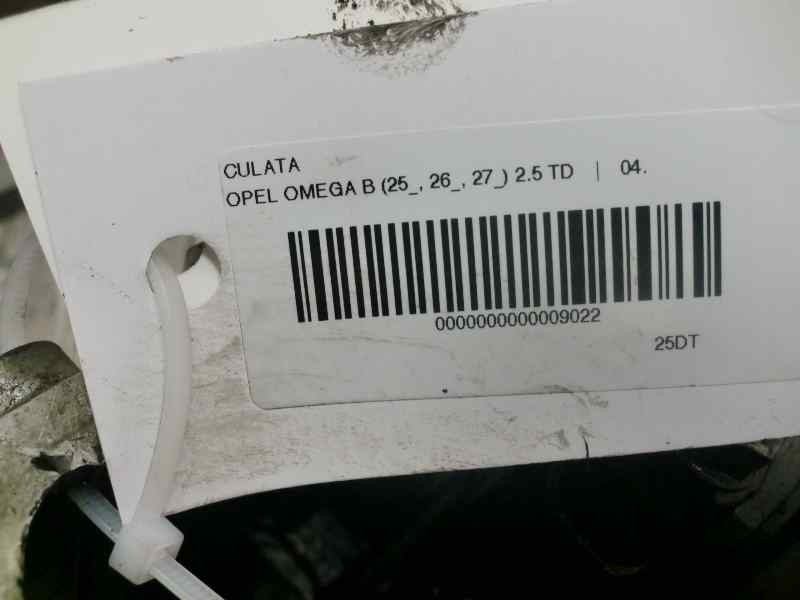 CULATA
OPEL OMEGA B (25_, 26_, 27_) 2.5 TD | 04.
0000000000009022
25DT